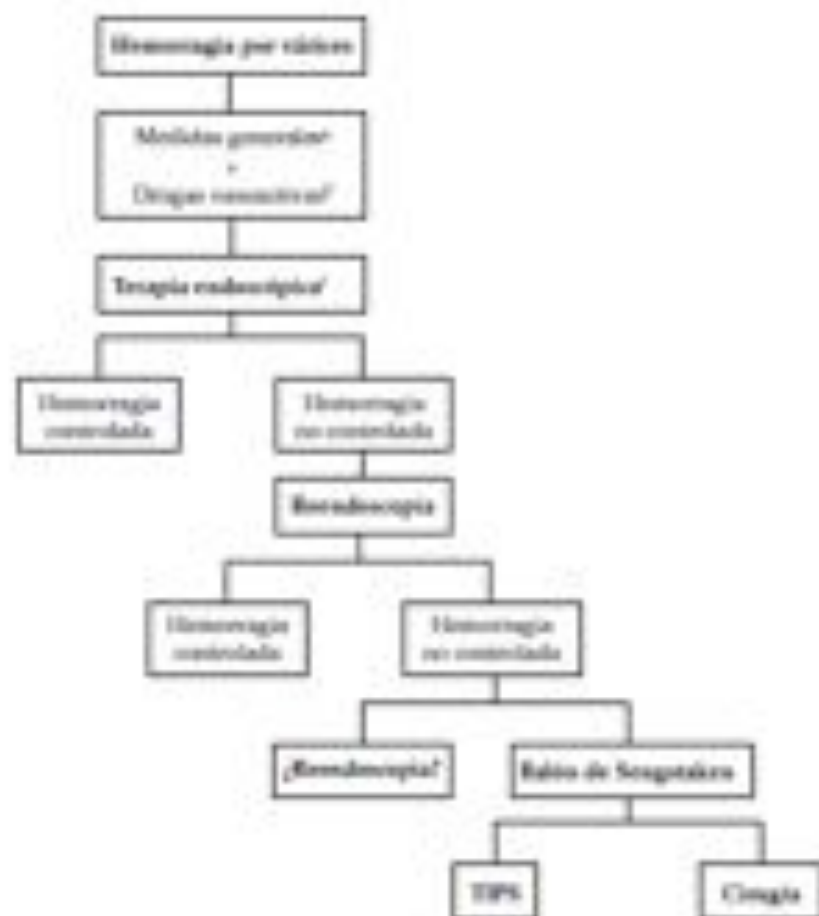 Hemorragia por várices
Medidas generales
+
Drogas vasoactivas
Terapia endoscópica
Hemorragia
controlada
Hemorragia
no controlada
Reendoscopia
Hemorragia
controlada
Hemorragia
no controlada
¿Reendoscopia?
Balón de Sengstaken
TIPS
Cirugía